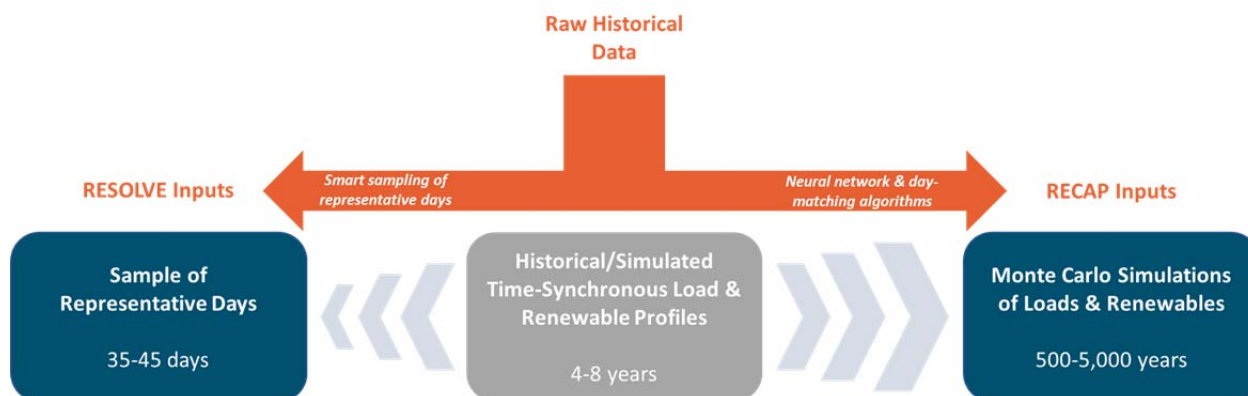 Raw Historical
Data
RESOLVE Inputs
Smart sampling of
representative days
Neural network & day-
matching algorithms
RECAP Inputs
Sample of
Representative Days
35-45 days
Historical/Simulated
Time-Synchronous Load &
Renewable Profiles
4-8 years
Monte Carlo Simulations
of Loads & Renewables
500-5,000 years